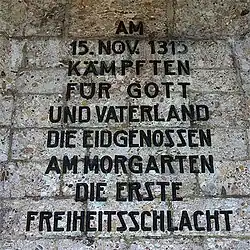 AM
15. NOV. 1315
KÄMPFTEN
FÜR GOTT
UND VATERLAND
DIE EIDGENOSSEN
AM MORGARTEN
DIE ERSTE
FREIHEITSSCHLACHT